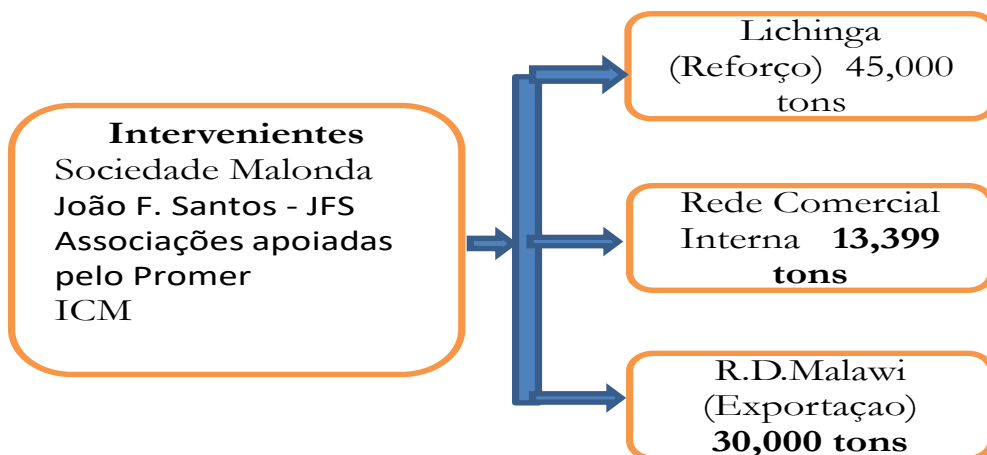 Intervenientes
Sociedade Malonda
João F. Santos - JFS
Associações apoiadas
pelo Promer
ICM
Lichinga
(Reforço) 45,000
tons
Rede Comercial
Interna 13,399
tons
R.D.Malawi
(Exportaçao)
30,000 tons